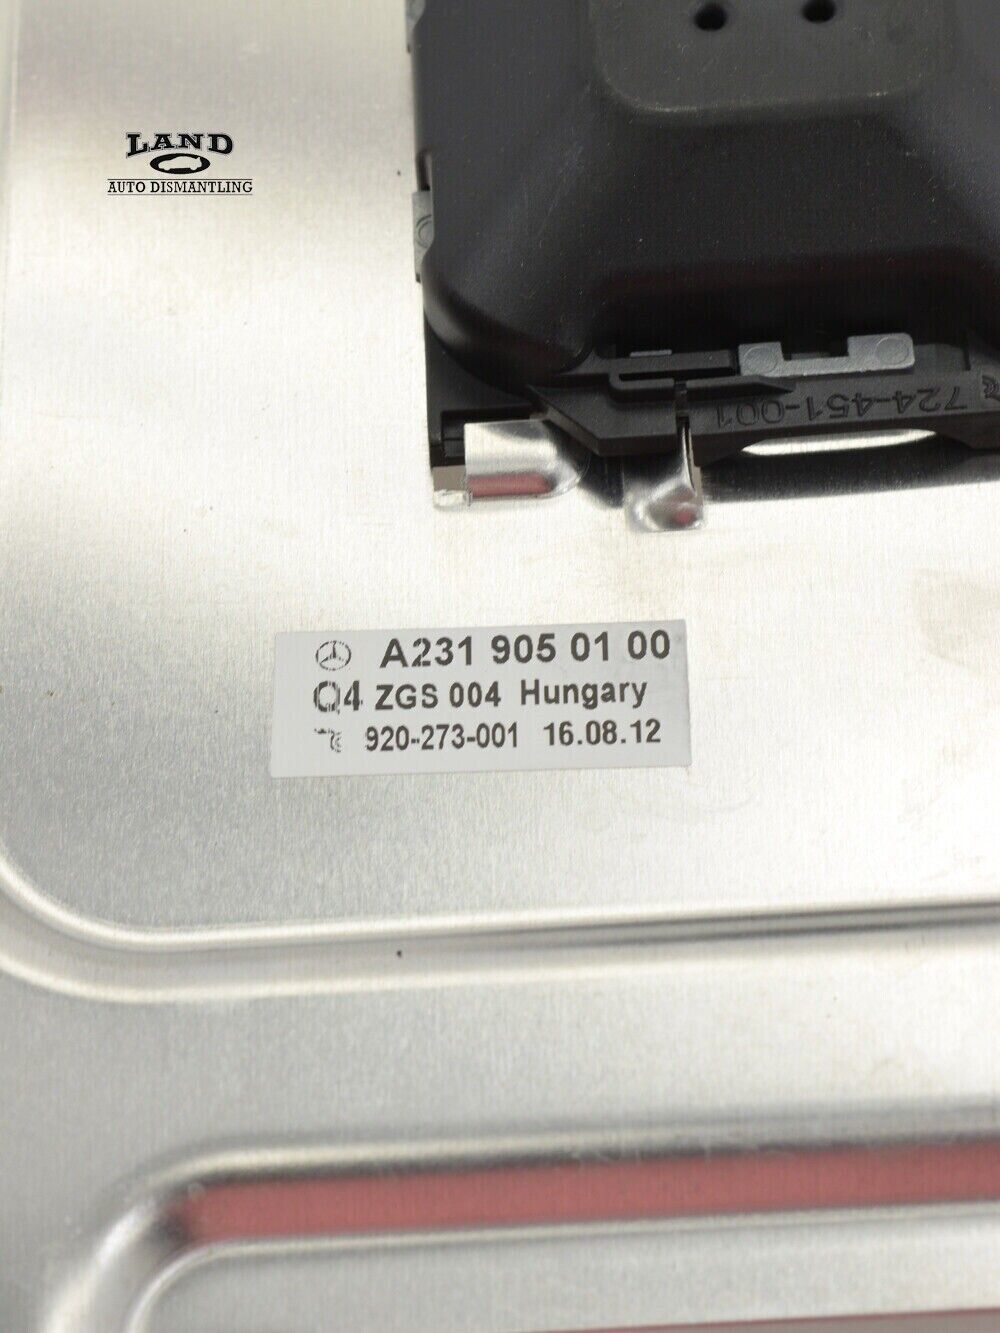 LAND
AUTO DISMANTLING
724-451-001
A231 905 01 00
Q4 ZGS 004 Hungary
920-273-001 16.08.12